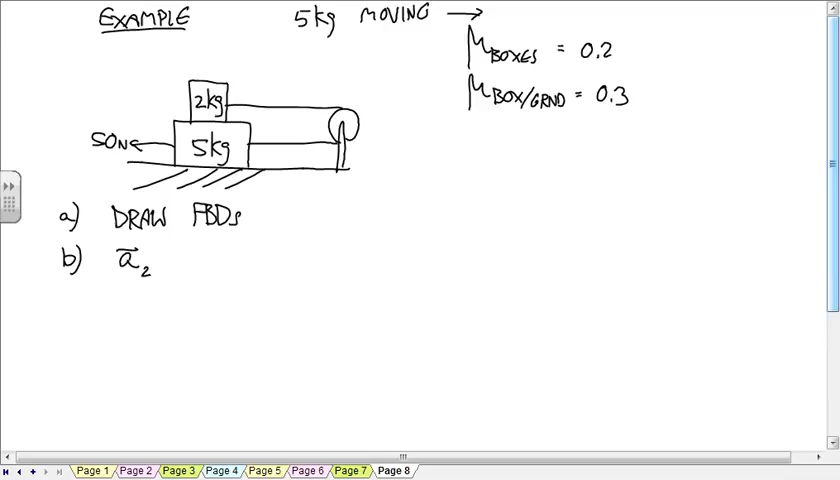 EXAMPLE 5kg MOVING →
μBOXES = 0.2
μBOX/GRND = 0.3
2kg
50N 5kg
a) DRAW FBDs
b) a⃗2
Page 1 Page 2 Page 3 Page 4 Page 5 Page 6 Page 7 Page 8